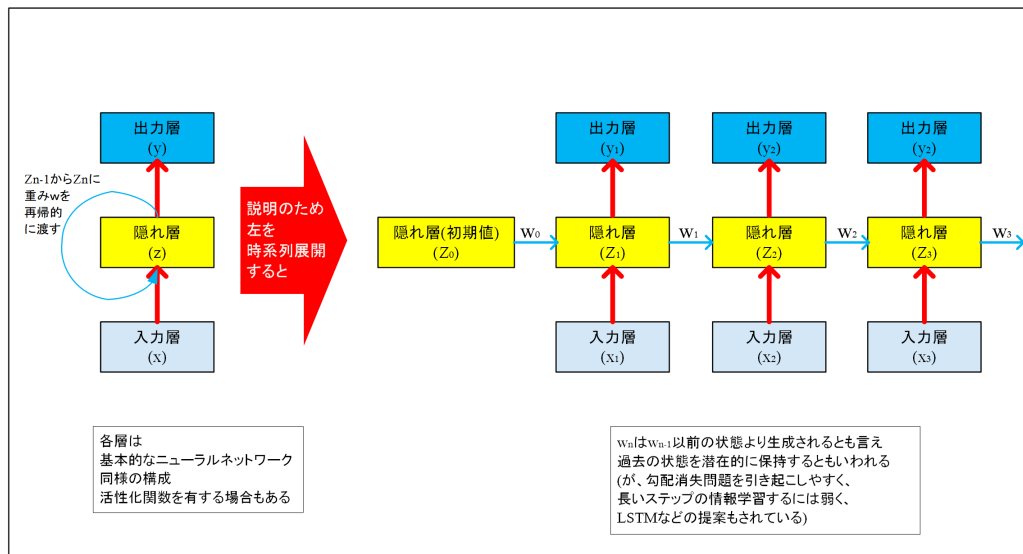 出力層
(y)
Zn-1からZnに
重みwを
再帰的
に渡す
隠れ層
(z)
入力層
(x)
説明のため
左を
時系列展開
すると
出力層
(y₁)
出力層
(y₂)
出力層
(y₂)
隠れ層(初期値)
(Z₀)
W₀
隠れ層
(Z₁)
W₁
隠れ層
(Z₂)
W₂
隠れ層
(Z₃)
W₃
入力層
(x₁)
入力層
(x₂)
入力層
(x₃)
各層は
基本的なニューラルネットワーク
同様の構成
活性化関数を有する場合もある
Wnはwn-1以前の状態より生成されるとも言え
過去の状態を潜在的に保持するともいわれる
(が、勾配消失問題を引き起こしやすく、
長いステップの情報学習するには弱く、
LSTMなどの提案もされている)